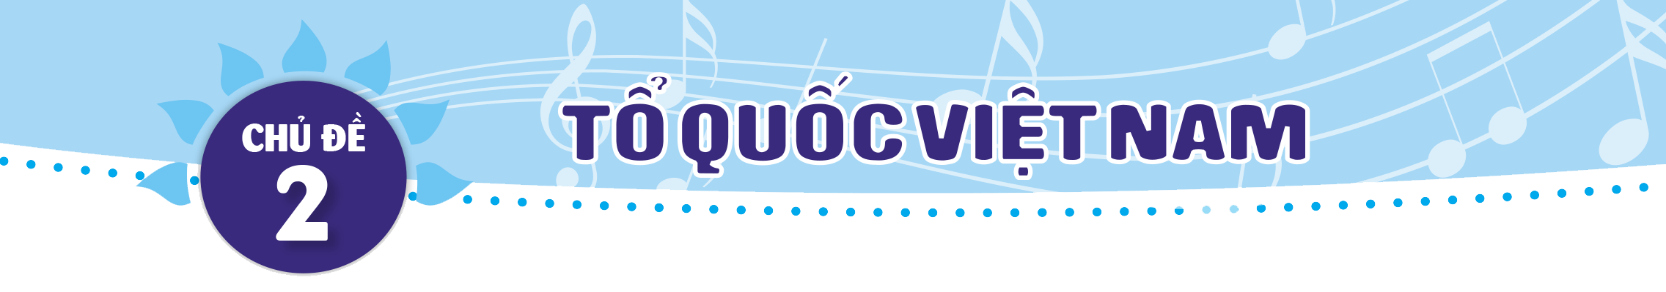 CHỦ ĐỀ
2
TỔ QUỐC VIỆT NAM